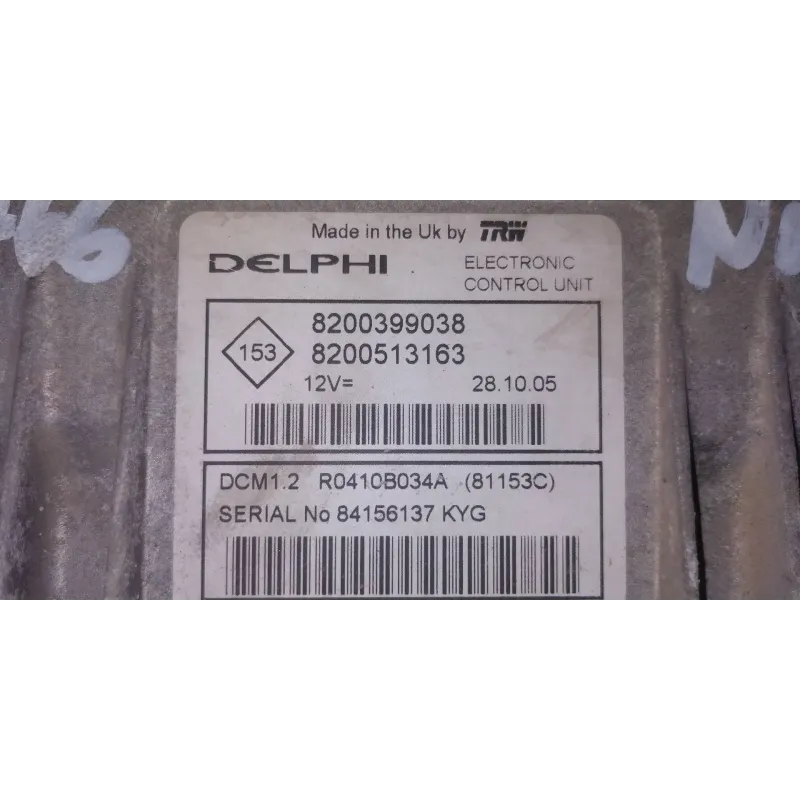 Made in the Uk by TRW
DELPHI ELECTRONIC
CONTROL UNIT
8200399038
153 8200513163
12V= 28.10.05
DCM1.2 R0410B034A (81153C)
SERIAL No 84156137 KYG